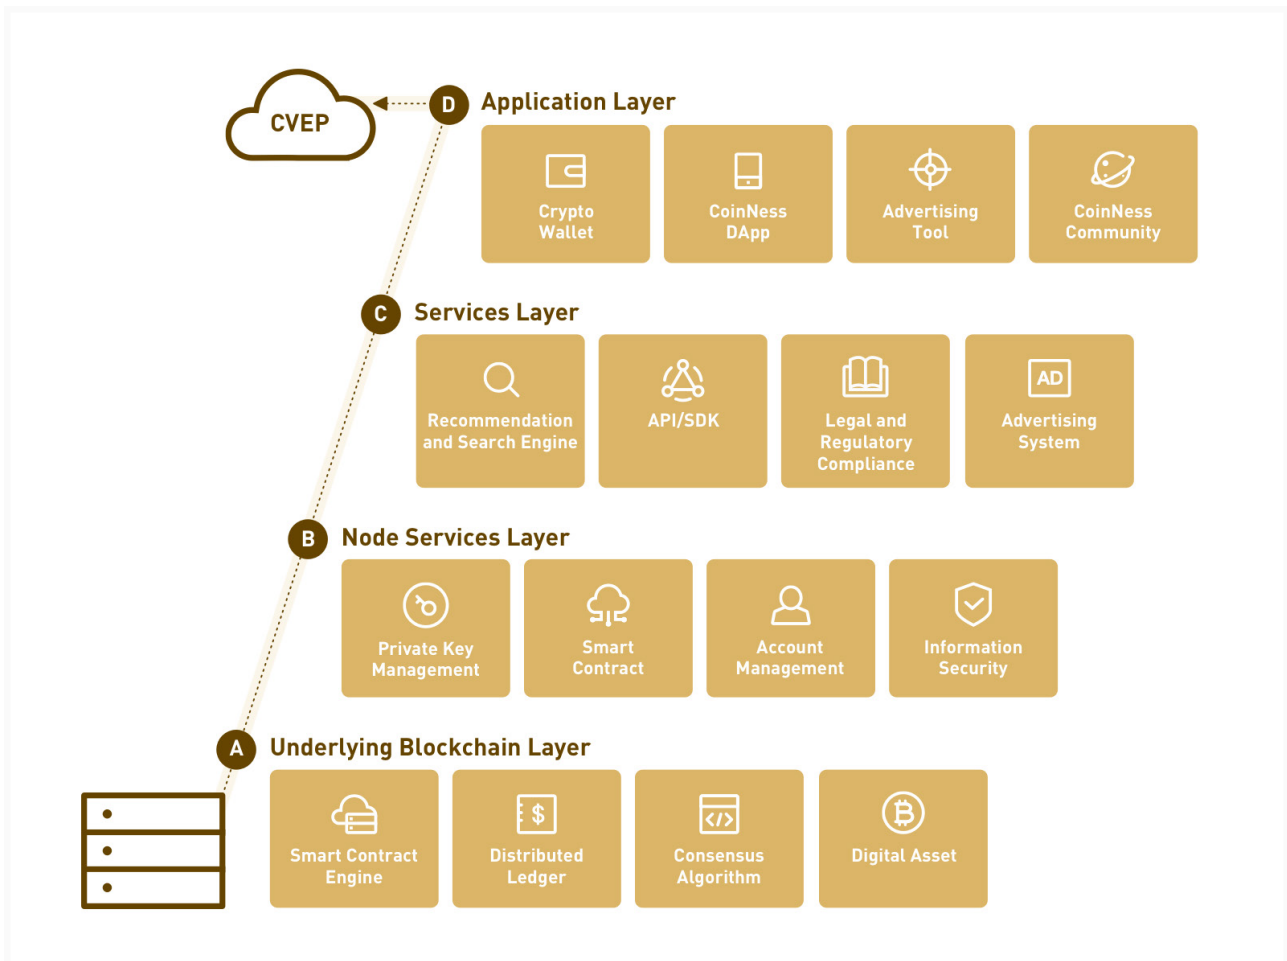 CVEP
D
Application Layer
Crypto
Wallet
CoinNess
DApp
Advertising
Tool
CoinNess
Community
C
Services Layer
Recommendation
and Search Engine
API/SDK
Legal and
Regulatory
Compliance
AD
Advertising
System
B
Node Services Layer
Private Key
Management
Smart
Contract
Account
Management
Information
Security
A
Underlying Blockchain Layer
Smart Contract
Engine
$
Distributed
Ledger
</>
Consensus
Algorithm
₿
Digital Asset